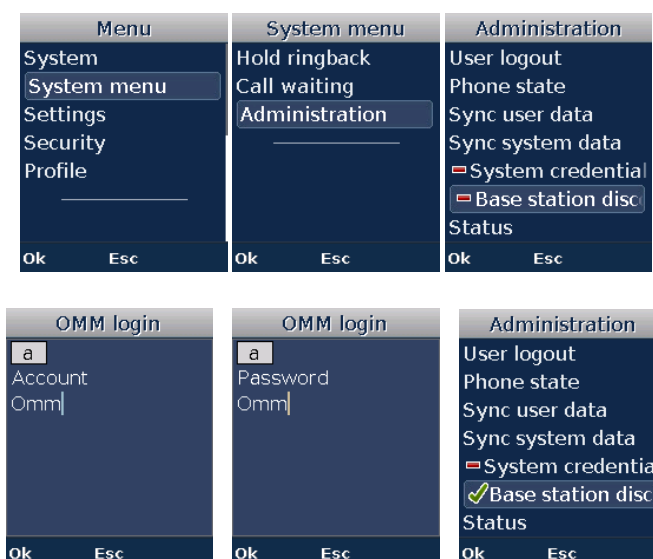 Menu
System
System menu
Settings
Security
Profile
Ok Esc
System menu
Hold ringback
Call waiting
Administration
Ok Esc
Administration
User logout
Phone state
Sync user data
Sync system data
System credential
Base station disc
Status
Ok Esc
OMM login
a
Account
Omm
Ok Esc
OMM login
a
Password
Omm
Ok Esc
Administration
User logout
Phone state
Sync user data
Sync system data
System credentia
Base station disc
Status
Ok Esc